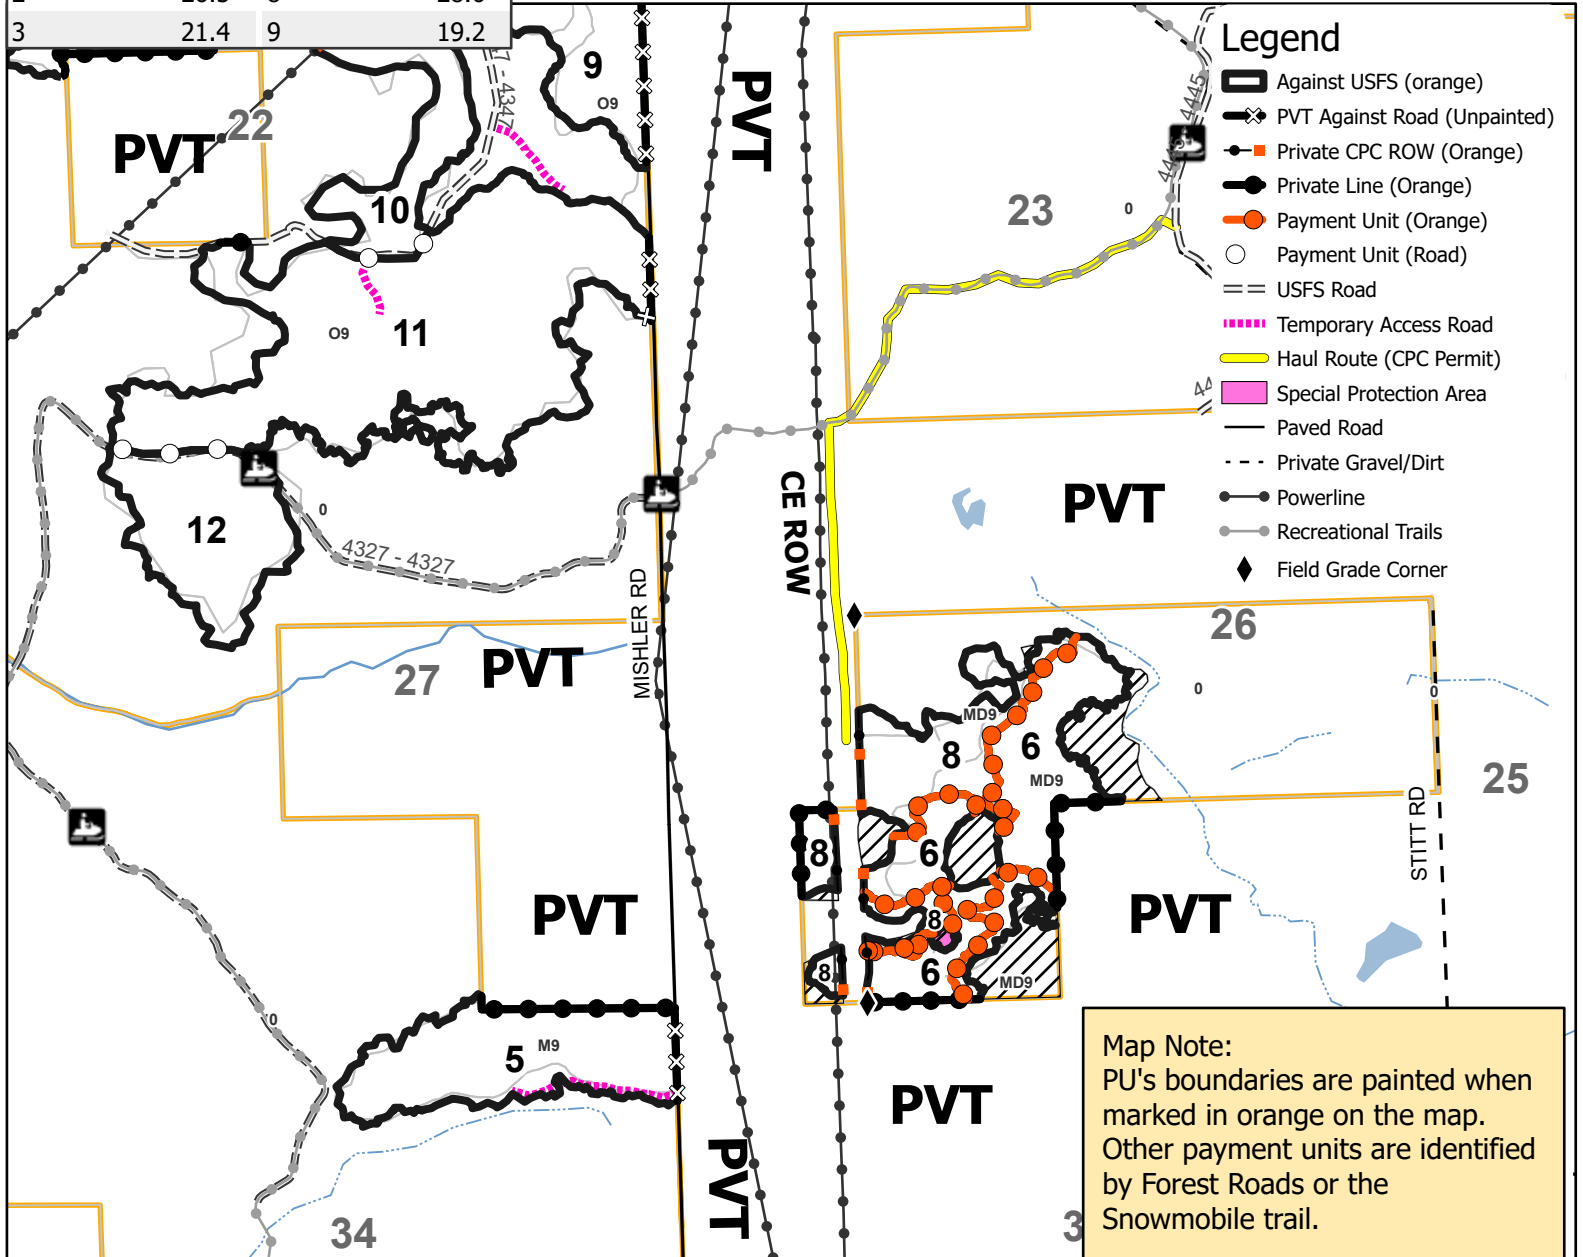 3 21.4 9 19.2
Legend
Against USFS (orange)
PVT Against Road (Unpainted)
Private CPC ROW (Orange)
Private Line (Orange)
Payment Unit (Orange)
Payment Unit (Road)
USFS Road
Temporary Access Road
Haul Route (CPC Permit)
Special Protection Area
Paved Road
Private Gravel/Dirt
Powerline
Recreational Trails
Field Grade Corner
9
O9
PVT
22
PVT
4445
23
0
10
O9
11
44
PVT
CE ROW
12
0
4327 - 4327
MISHLER RD
26
27
PVT
0
0
MD9
8
6
MD9
25
STITT RD
8
6
PVT
8
PVT
6
8
MD9
0
5
M9
PVT
PVT
34
3
Map Note:
PU's boundaries are painted when
marked in orange on the map.
Other payment units are identified
by Forest Roads or the
Snowmobile trail.